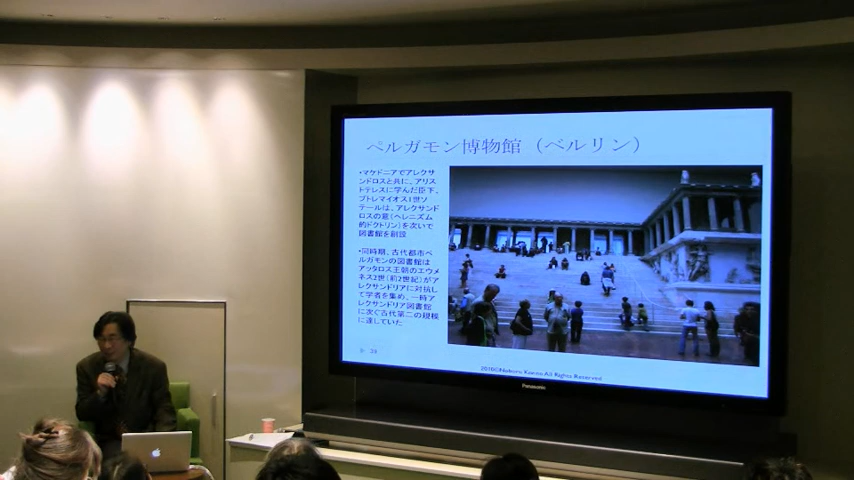 ペルガモン博物館（ベルリン）
•マケドニアでアレクサ
ンドロスと共に、アリス
トテレスに学んだ臣下、
プトレマイオス1世ソ
テールは、アレクサンド
ロスの意（ヘレニズム
的ドクトリン）を次いで
図書館を創設
•同時期、古代都市ペ
ルガモンの図書館は
アッタロス王朝のエウメ
ネス2世（前2世紀）がア
レクサンドリアに対抗し
て学者を集め、一時ア
レクサンドリア図書館
に次ぐ古代第二の規模
に達していた
All Rights Reserved
Panasonic